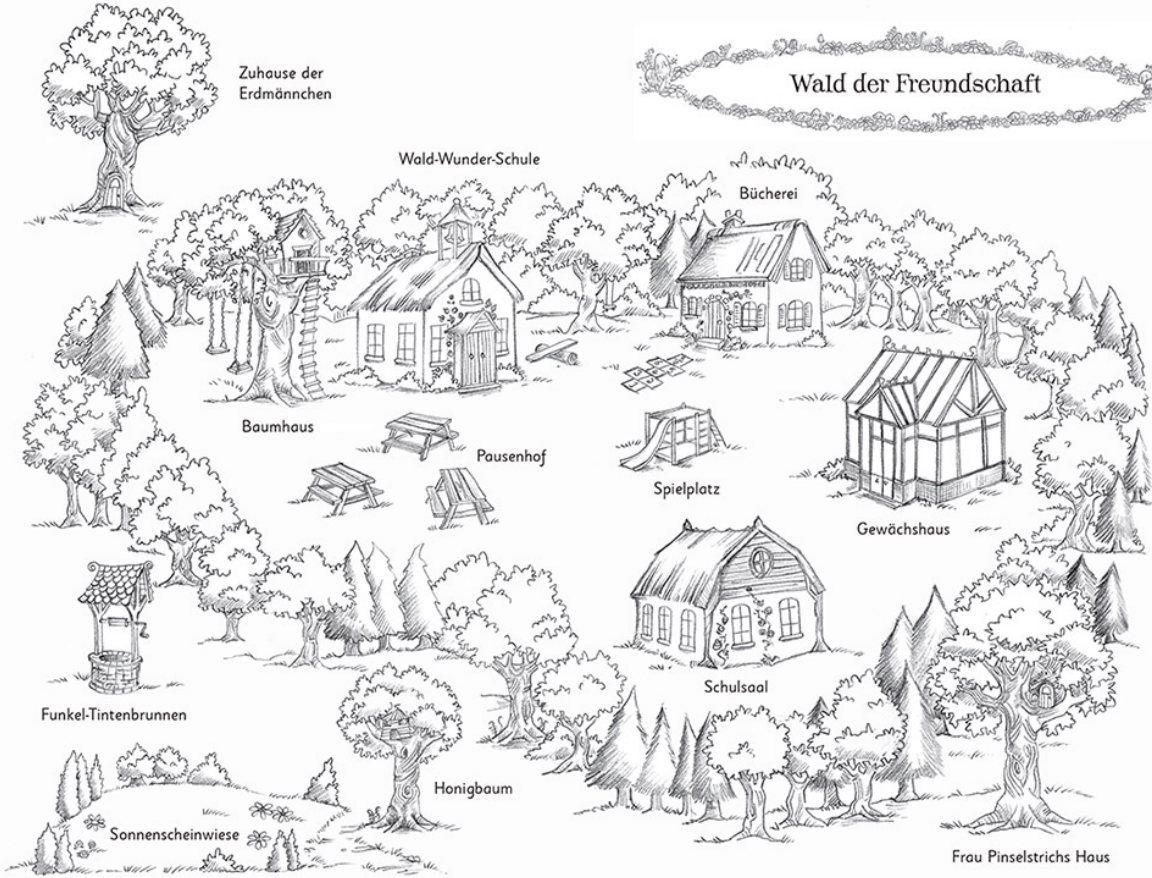 Zuhause der
Erdmännchen
Wald der Freundschaft
Wald-Wunder-Schule
Bücherei
Baumhaus
Pausenhof
Spielplatz
Gewächshaus
Schulsaal
Funkel-Tintenbrunnen
Honigbaum
Sonnenscheinwiese
Frau Pinselstrichs Haus